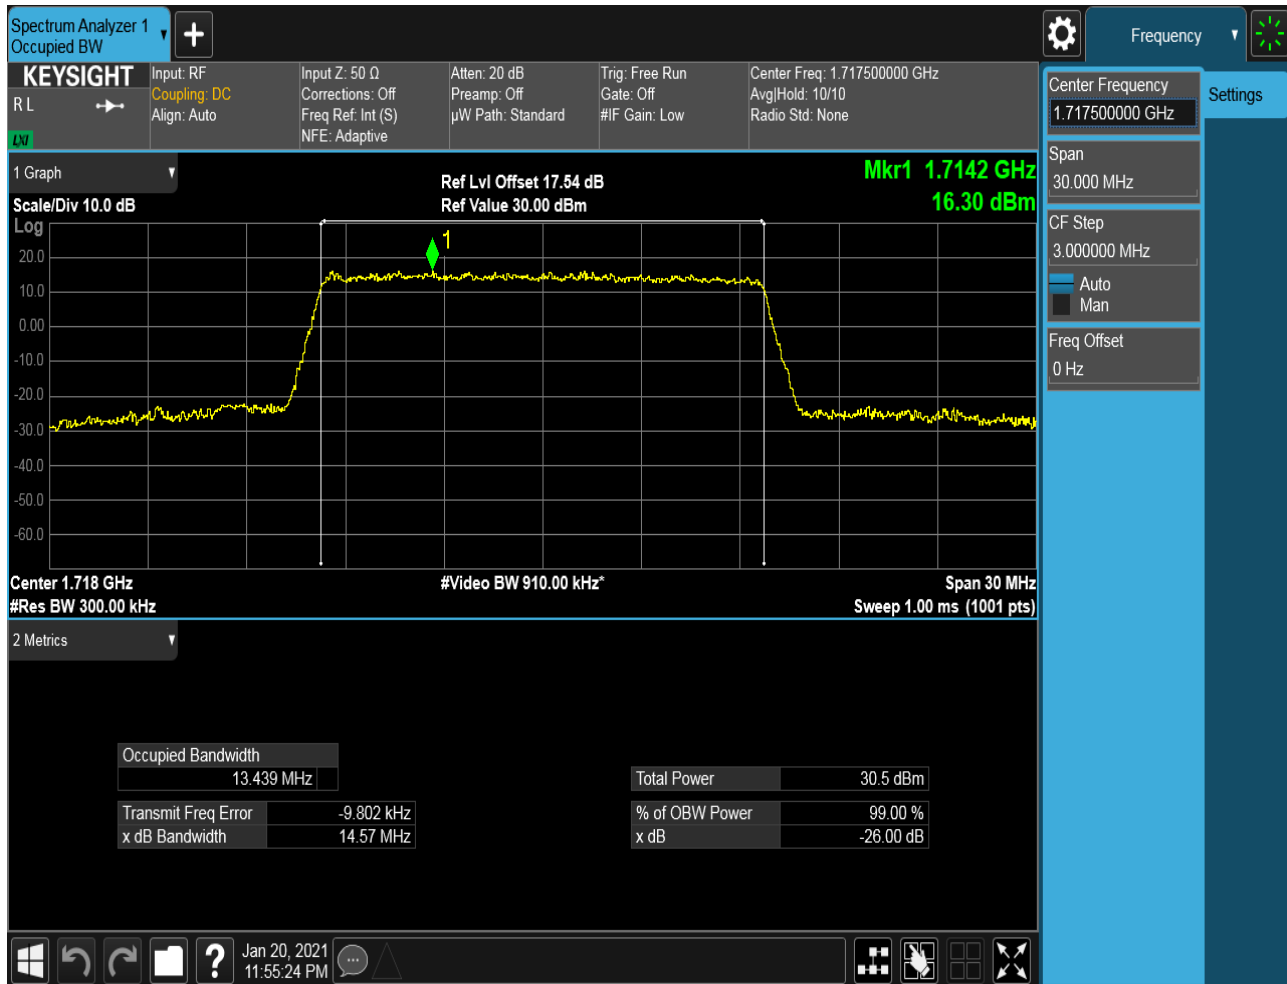 Spectrum Analyzer 1
Occupied BW
Frequency
KEYSIGHT
R L
LXI
Input: RF
Coupling: DC
Align: Auto
Input Z: 50 Ω
Corrections: Off
Freq Ref: Int (S)
NFE: Adaptive
Atten: 20 dB
Preamp: Off
µW Path: Standard
Trig: Free Run
Gate: Off
#IF Gain: Low
Center Freq: 1.717500000 GHz
Avg|Hold: 10/10
Radio Std: None
Center Frequency
1.717500000 GHz
Settings
Span
30.000 MHz
CF Step
3.000000 MHz
Auto
Man
Freq Offset
0 Hz
1 Graph
Scale/Div 10.0 dB
Ref Lvl Offset 17.54 dB
Ref Value 30.00 dBm
Mkr1 1.7142 GHz
16.30 dBm
Log
1
20.0
10.0
0.00
-10.0
-20.0
-30.0
-40.0
-50.0
-60.0
Center 1.718 GHz
#Video BW 910.00 kHz*
Span 30 MHz
#Res BW 300.00 kHz
Sweep 1.00 ms (1001 pts)
2 Metrics
Occupied Bandwidth
13.439 MHz
Total Power 30.5 dBm
Transmit Freq Error -9.802 kHz
% of OBW Power 99.00 %
x dB Bandwidth 14.57 MHz
x dB -26.00 dB
?
Jan 20, 2021
11:55:24 PM